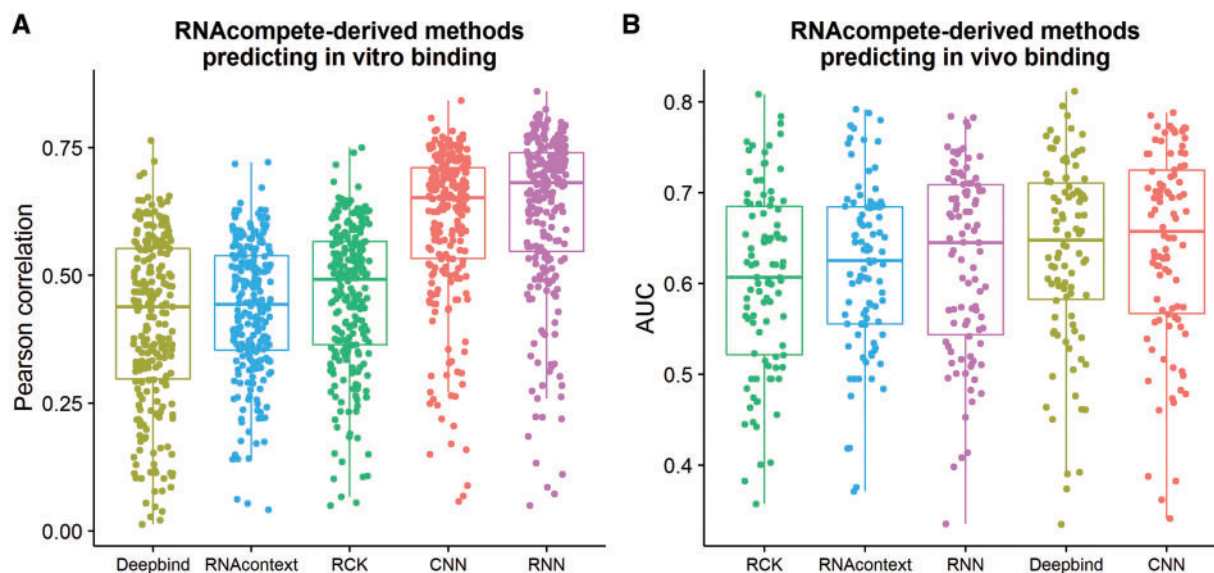 A
RNAcompete-derived methods
predicting in vitro binding
Pearson correlation
0.75
0.50
0.25
0.00
Deepbind RNAcontext RCK CNN RNN
B
RNAcompete-derived methods
predicting in vivo binding
AUC
0.8
0.7
0.6
0.5
0.4
RCK RNAcontext RNN Deepbind CNN